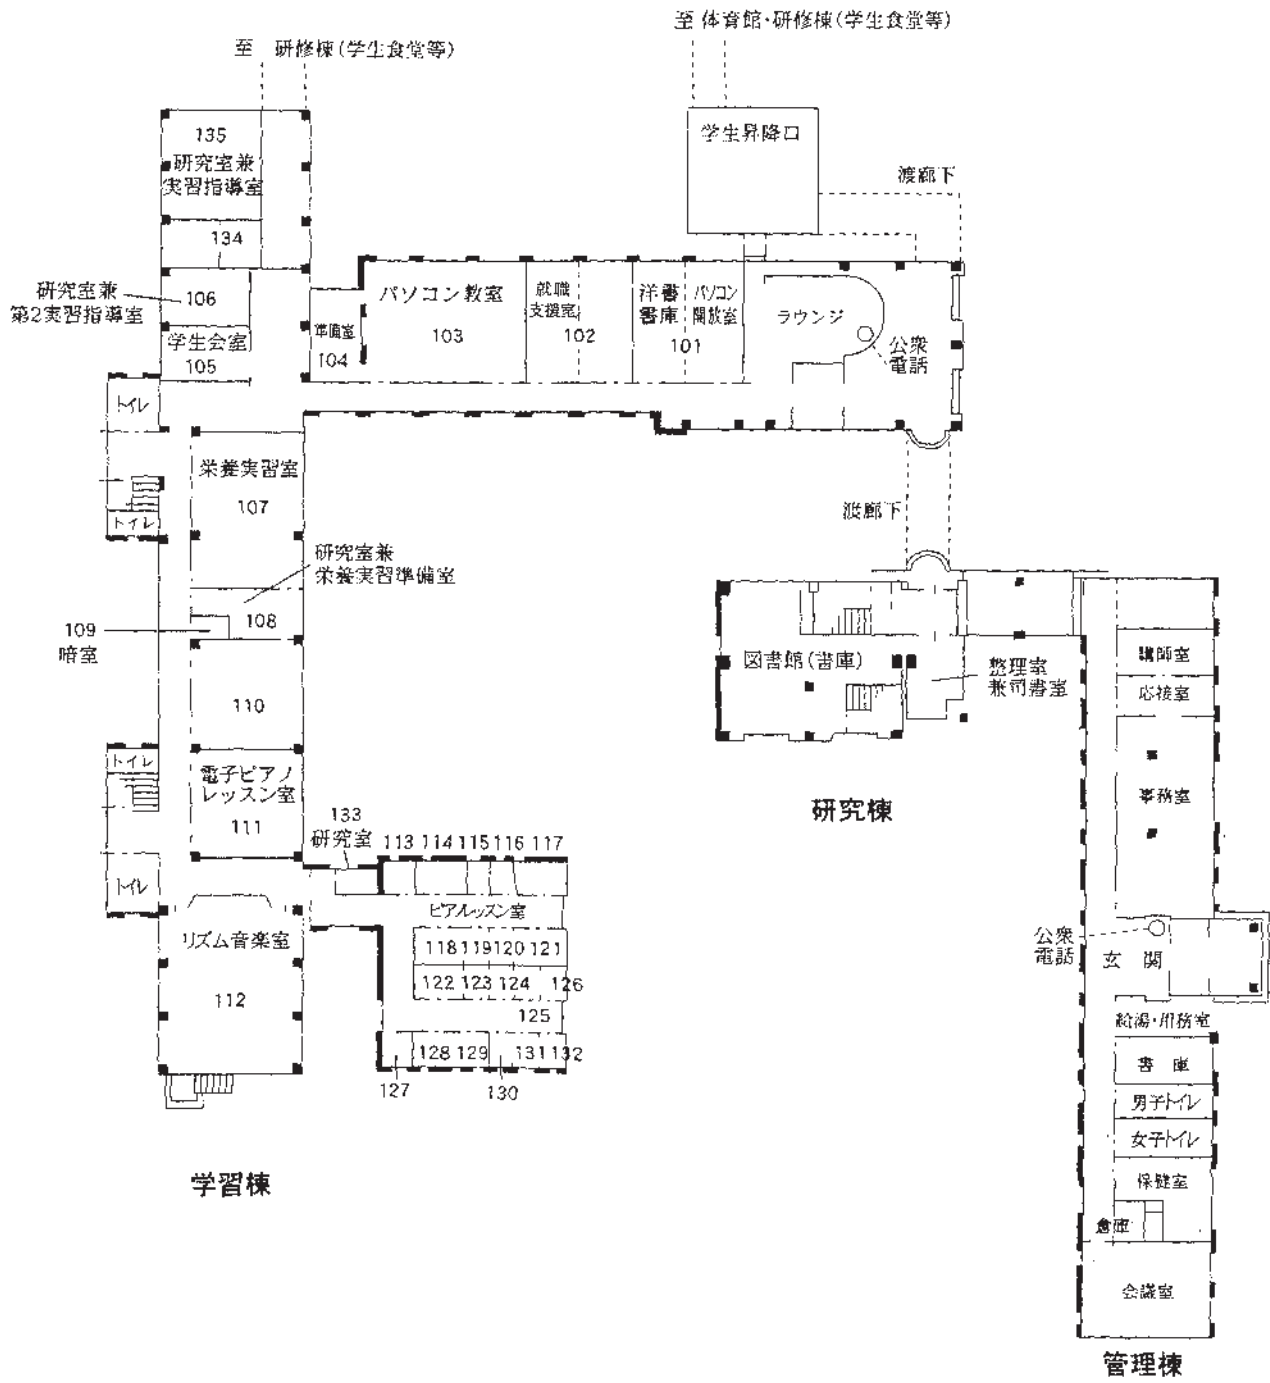 至 体育館・研修棟(学生食堂等)
至 研修棟(学生食堂等)
学生昇降口
渡廊下
135
研究室兼
実習指導室
134
研究室兼
第2実習指導室
106
学生会室
105
準備室
104
パソコン教室
103
就職
支援室
102
洋書
書庫
パソコン
開放室
101
ラウンジ
公衆
電話
トイレ
栄養実習室
107
トイレ
渡廊下
研究室兼
栄養実習準備室
108
109
暗室
110
図書館(書庫)
整理室
兼司書室
講師室
応接室
事務室
研究棟
トイレ
電子ピアノ
レッスン室
111
133
研究室
113 114 115 116 117
トイレ
ピアノレッスン室
リズム音楽室
112
118 119 120 121
122 123 124 126
125
128 129 131 132
127 130
公衆
電話
玄 関
給湯・用務室
書 庫
男子トイレ
女子トイレ
保健室
倉庫
会議室
学習棟
管理棟